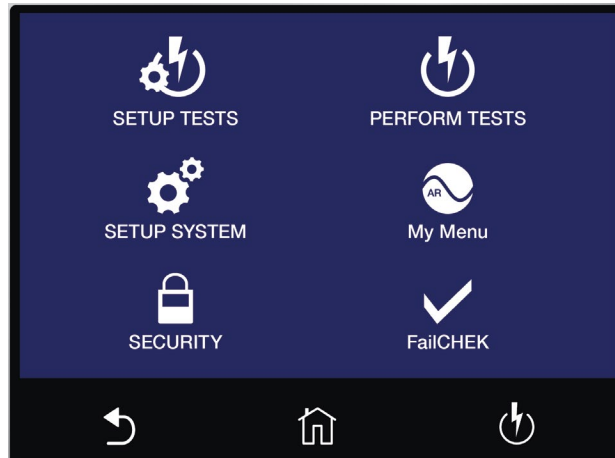 SETUP TESTS
PERFORM TESTS
AR
SETUP SYSTEM
My Menu
SECURITY
FailCHEK